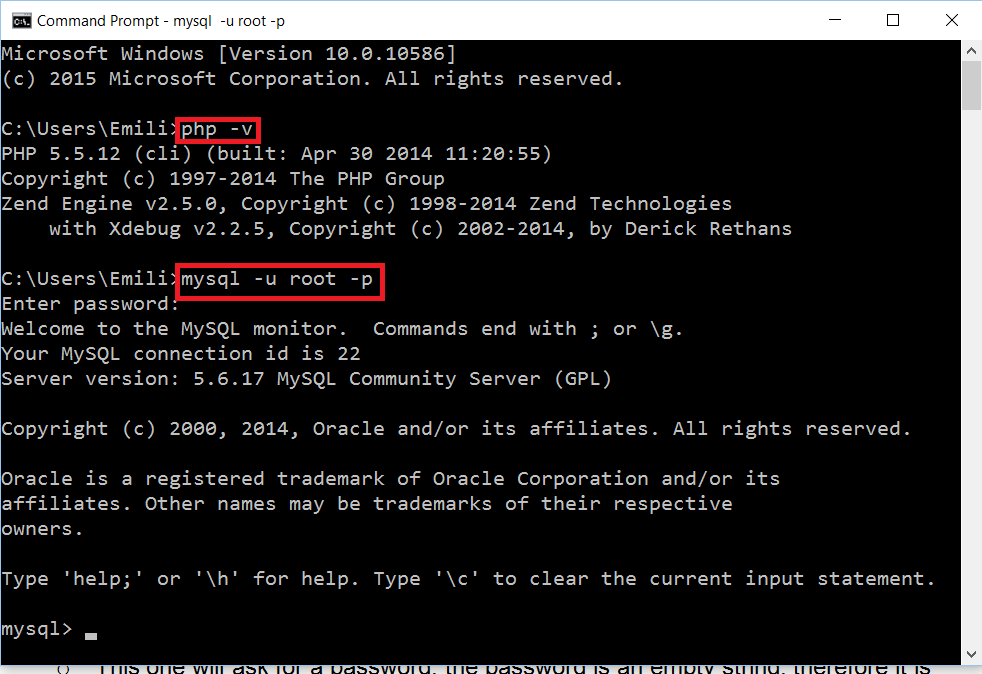 Command Prompt - mysql  -u root -p
Microsoft Windows [Version 10.0.10586]
(c) 2015 Microsoft Corporation. All rights reserved.
C:\Users\Emili>php -v
PHP 5.5.12 (cli) (built: Apr 30 2014 11:20:55)
Copyright (c) 1997-2014 The PHP Group
Zend Engine v2.5.0, Copyright (c) 1998-2014 Zend Technologies
    with Xdebug v2.2.5, Copyright (c) 2002-2014, by Derick Rethans
C:\Users\Emili>mysql -u root -p
Enter password:
Welcome to the MySQL monitor.  Commands end with ; or \g.
Your MySQL connection id is 22
Server version: 5.6.17 MySQL Community Server (GPL)
Copyright (c) 2000, 2014, Oracle and/or its affiliates. All rights reserved.
Oracle is a registered trademark of Oracle Corporation and/or its
affiliates. Other names may be trademarks of their respective
owners.
Type 'help;' or '\h' for help. Type '\c' to clear the current input statement.
mysql> _
This one will ask for a password, the password is an empty string, therefore it is